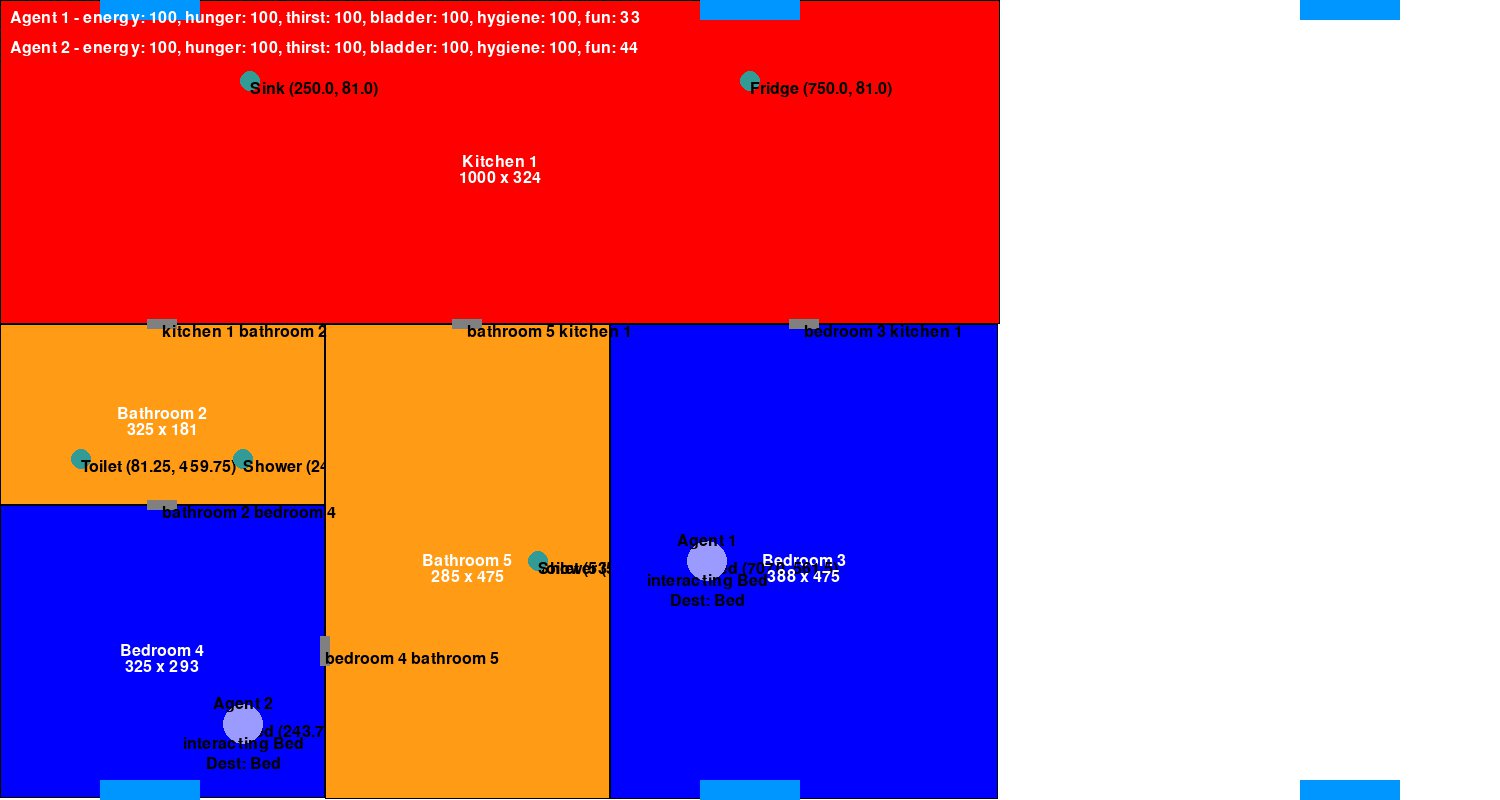 Agent 1 - energy: 100, hunger: 100, thirst: 100, bladder: 100, hygiene: 100, fun: 33
Agent 2 - energy: 100, hunger: 100, thirst: 100, bladder: 100, hygiene: 100, fun: 44
Sink (250.0, 81.0)
Fridge (750.0, 81.0)
Kitchen 1
1000 x 324
kitchen 1 bathroom 2
bathroom 5 kitchen 1
bedroom 3 kitchen 1
Bathroom 2
325 x 181
Toilet (81.25, 459.75)
Shower (24
bathroom 2 bedroom 4
Agent 1
Bathroom 5
285 x 475
Bedroom 3
388 x 475
interacting Bed
Dest: Bed
Bedroom 4
325 x 293
bedroom 4 bathroom 5
Agent 2
d (243.7
interacting Bed
Dest: Bed